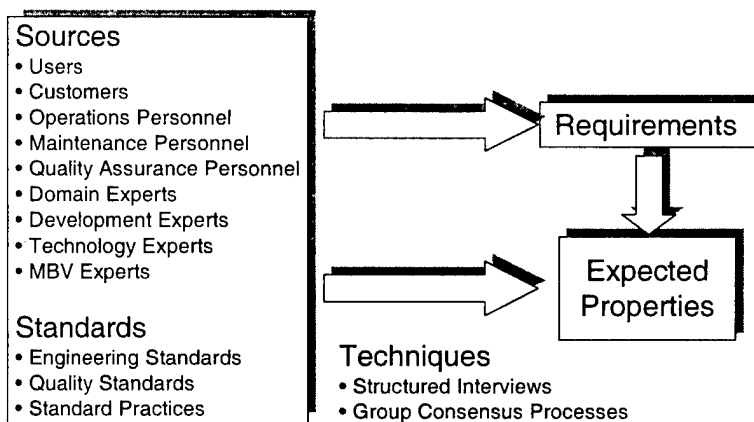 Sources
• Users
• Customers
• Operations Personnel
• Maintenance Personnel
• Quality Assurance Personnel
• Domain Experts
• Development Experts
• Technology Experts
• MBV Experts
Standards
• Engineering Standards
• Quality Standards
• Standard Practices
Requirements
Expected
Properties
Techniques
• Structured Interviews
• Group Consensus Processes